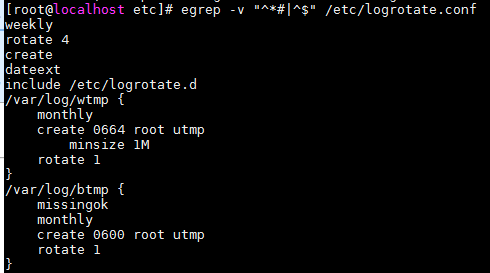 [root@localhost etc]# egrep -v "^*#|^$" /etc/logrotate.conf
weekly
rotate 4
create
dateext
include /etc/logrotate.d
/var/log/wtmp {
    monthly
    create 0664 root utmp
        minsize 1M
    rotate 1
}
/var/log/btmp {
    missingok
    monthly
    create 0600 root utmp
    rotate 1
}